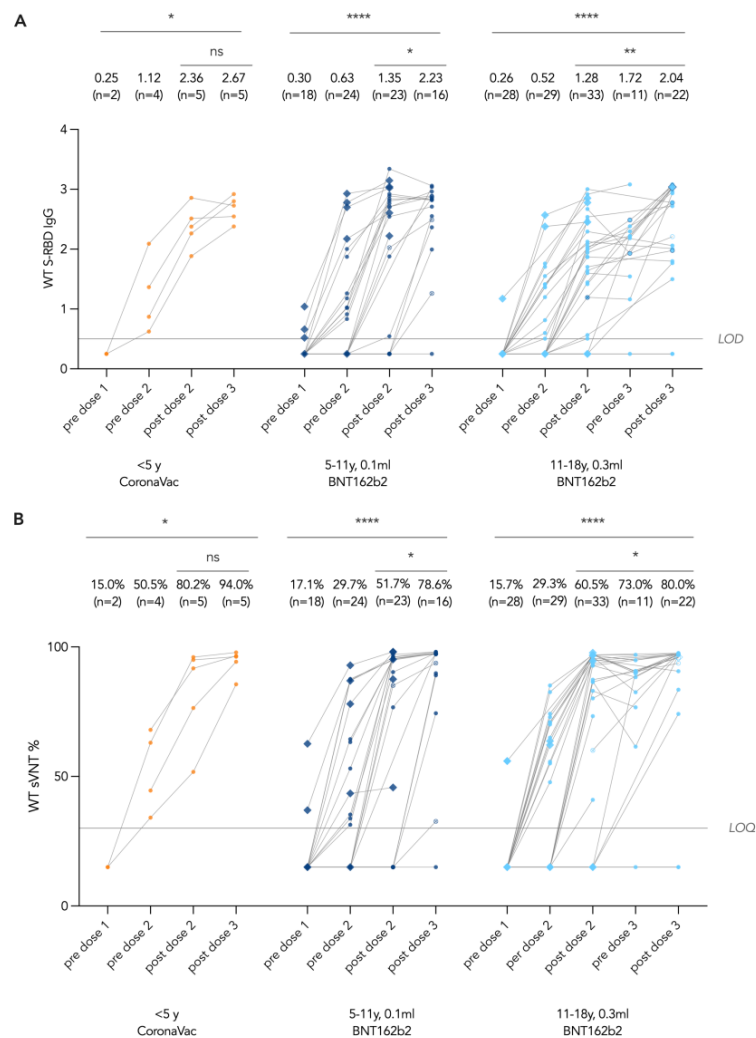 A
* **** ****
ns * **
0.25 1.12 2.36 2.67 0.30 0.63 1.35 2.23 0.26 0.52 1.28 1.72 2.04
(n=2) (n=4) (n=5) (n=5) (n=18) (n=24) (n=23) (n=16) (n=28) (n=29) (n=33) (n=11) (n=22)
4
3
2
1
0
WT S-RBD IgG
LOD
pre dose 1 pre dose 2 post dose 2 post dose 3 pre dose 1 pre dose 2 post dose 2 post dose 3 pre dose 1 pre dose 2 post dose 2 pre dose 3 post dose 3
<5 y 5-11y, 0.1ml 11-18y, 0.3ml
CoronaVac BNT162b2 BNT162b2
B
* **** ****
ns * *
15.0% 50.5% 80.2% 94.0% 17.1% 29.7% 51.7% 78.6% 15.7% 29.3% 60.5% 73.0% 80.0%
(n=2) (n=4) (n=5) (n=5) (n=18) (n=24) (n=23) (n=16) (n=28) (n=29) (n=33) (n=11) (n=22)
100
50
0
WT sVNT %
LOQ
pre dose 1 pre dose 2 post dose 2 post dose 3 pre dose 1 pre dose 2 post dose 2 post dose 3 pre dose 1 per dose 2 post dose 2 pre dose 3 post dose 3
<5 y 5-11y, 0.1ml 11-18y, 0.3ml
CoronaVac BNT162b2 BNT162b2